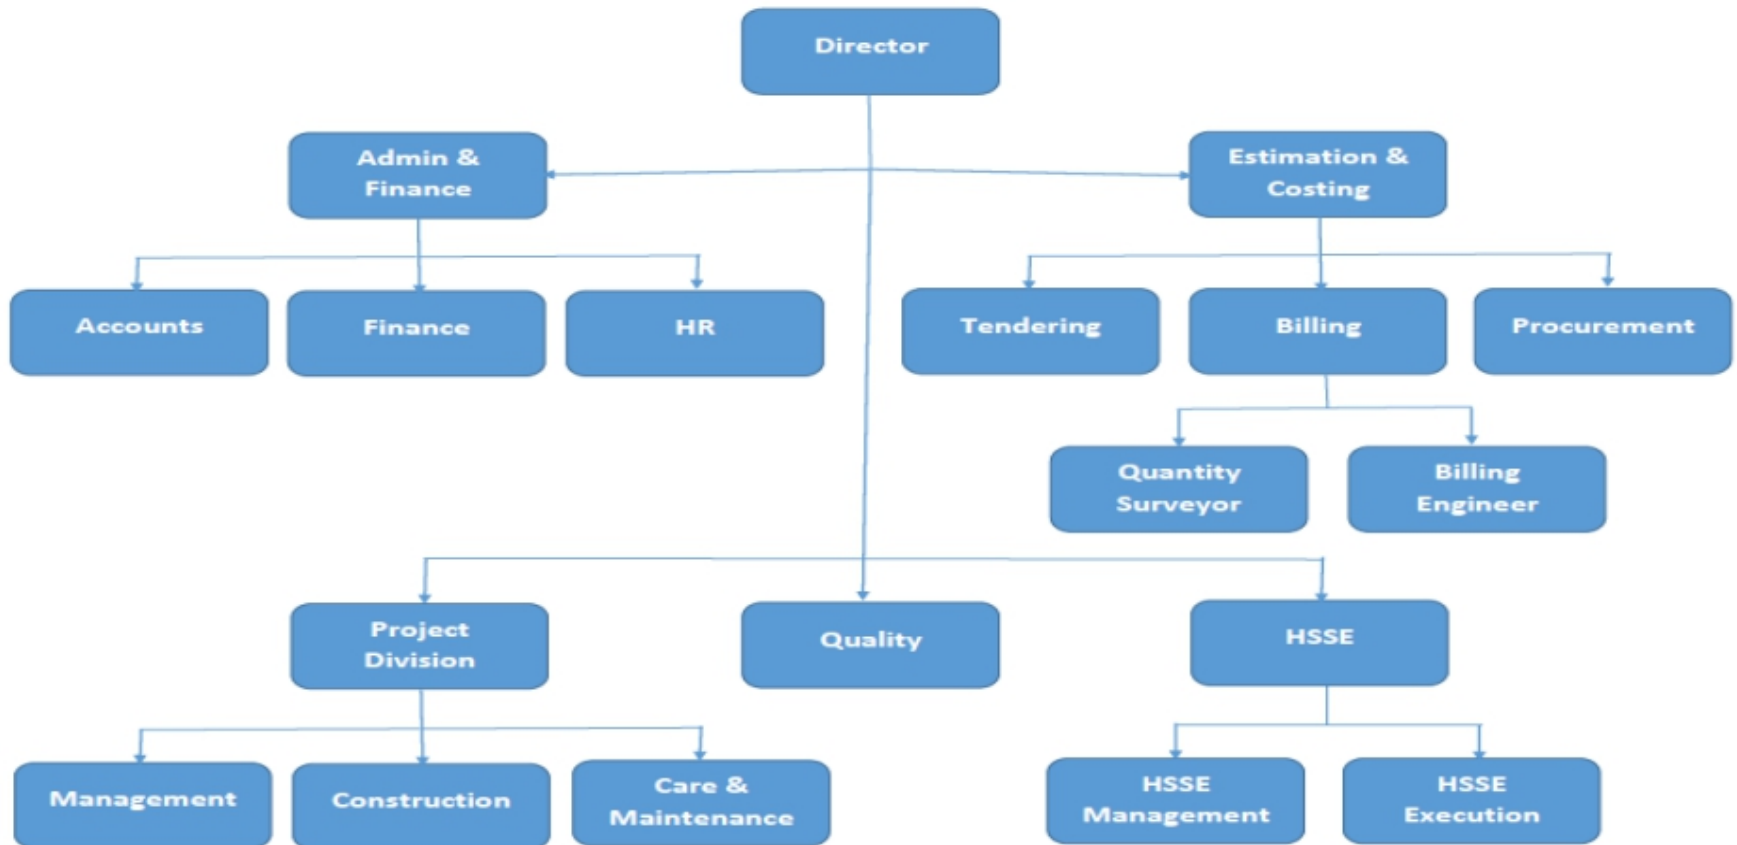 Director
Admin &
Finance
Estimation &
Costing
Accounts
Finance
HR
Tendering
Billing
Procurement
Quantity
Surveyor
Billing
Engineer
Project
Division
Quality
HSSE
Management
Construction
Care &
Maintenance
HSSE
Management
HSSE
Execution